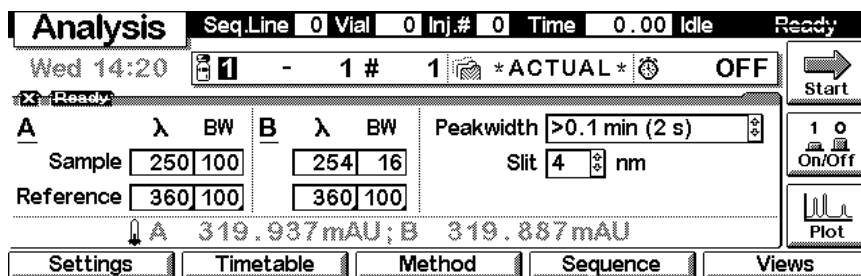 Analysis Seq.Line 0 Vial 0 Inj.# 0 Time 0.00 Idle Ready
Wed 14:20 1 - 1 # 1 *ACTUAL* OFF
Start
X Ready
A λ BW B λ BW Peakwidth >0.1 min (2 s)
Sample 250 100 254 16 Slit 4 nm
1 0
On/Off
Reference 360 100 360 100
A 319.937mAU; B 319.887mAU
Plot
Settings Timetable Method Sequence Views